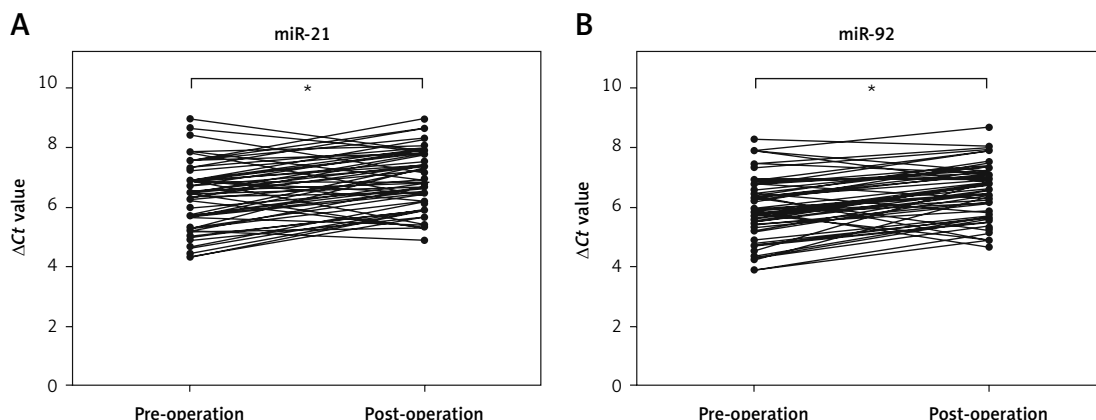 A
miR-21
10
8
6
4
2
0
ΔCt value
*
Pre-operation Post-operation
B
miR-92
10
8
6
4
2
0
ΔCt value
*
Pre-operation Post-operation